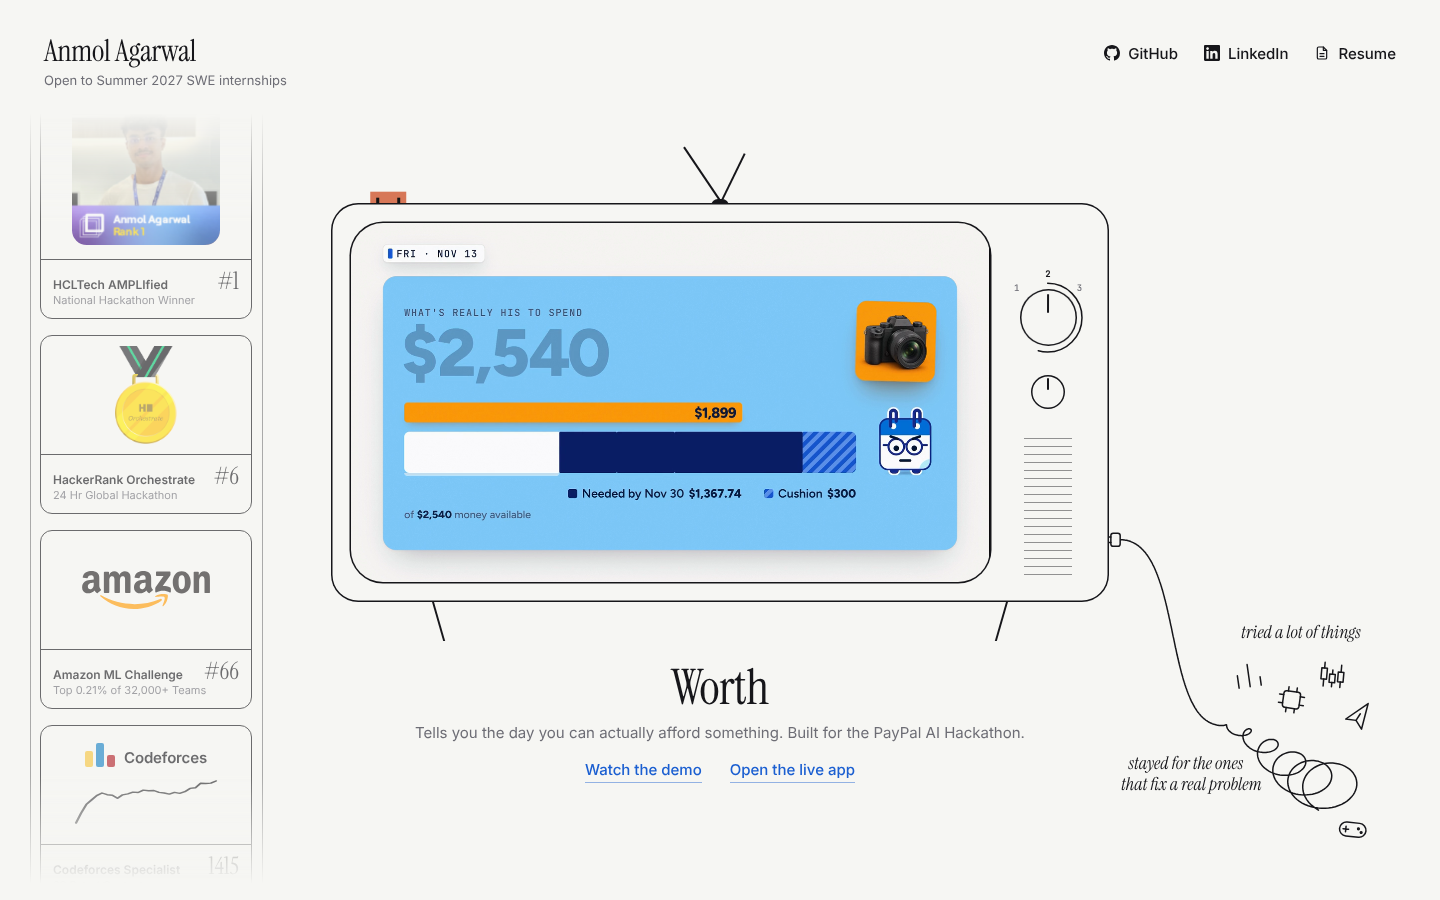 Anmol Agarwal
Open to Summer 2027 SWE internships
GitHub
LinkedIn
Resume
Anmol Agarwal
Rank 1
HCLTech AMPLIfied
#1
National Hackathon Winner
HackerRank Orchestrate
#6
24 Hr Global Hackathon
amazon
Amazon ML Challenge
#66
Top 0.21% of 32,000+ Teams
Codeforces
Codeforces Specialist
1415
FRI · NOV 13
WHAT'S REALLY HIS TO SPEND
$2,540
$1,899
Needed by Nov 30 $1,367.74
Cushion $300
of $2,540 money available
1
2
3
Worth
Tells you the day you can actually afford something. Built for the PayPal AI Hackathon.
Watch the demo
Open the live app
tried a lot of things
stayed for the ones
that fix a real problem